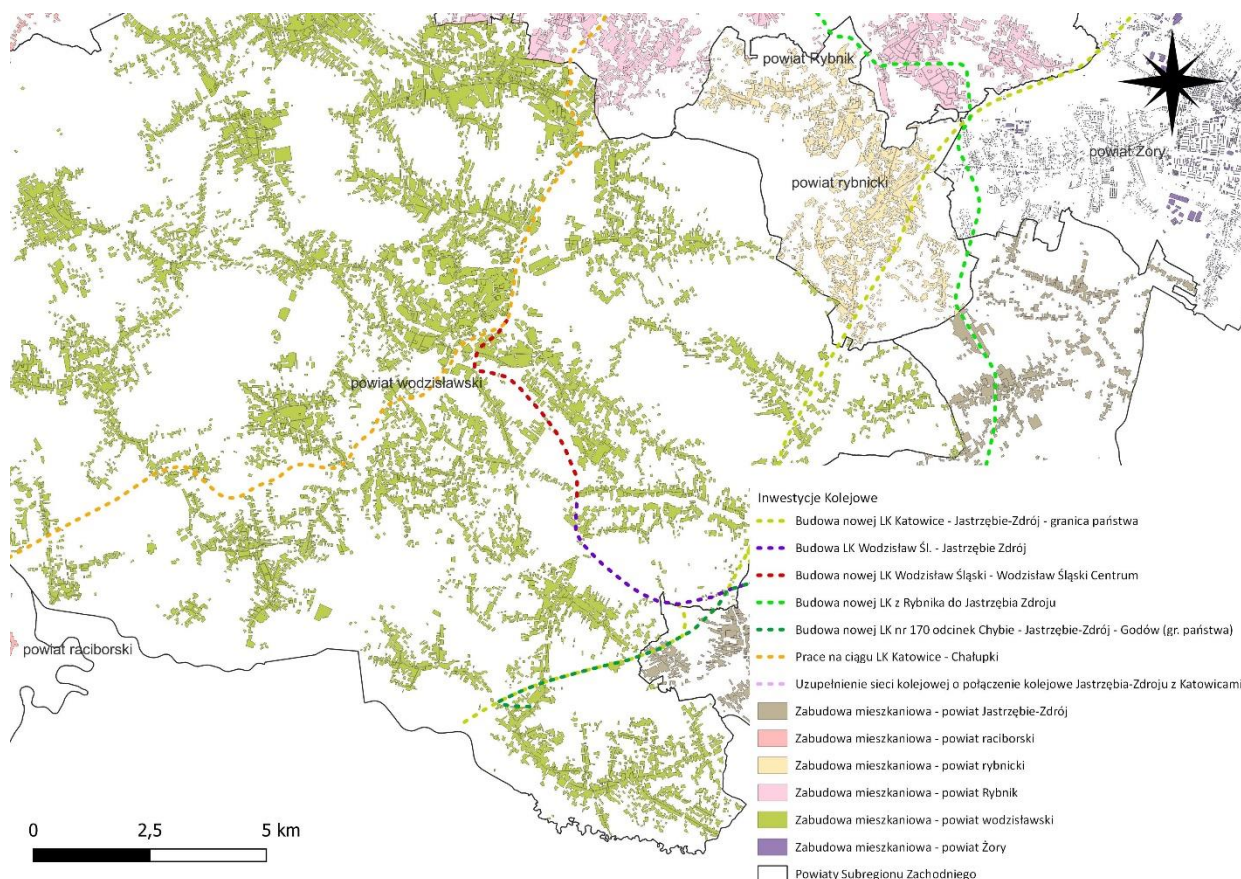 powiat Rybnik
powiat Żory
powiat rybnicki
powiat wodzisławski
powiat raciborski
Inwestycje Kolejowe
Budowa nowej LK Katowice - Jastrzębie-Zdrój - granica państwa
Budowa LK Wodzisław Śl. - Jastrzębie Zdrój
Budowa nowej LK Wodzisław Śląski - Wodzisław Śląski Centrum
Budowa nowej LK z Rybnika do Jastrzębia Zdroju
Budowa nowej LK nr 170 odcinek Chybie - Jastrzębie-Zdrój - Godów (gr. państwa)
Prace na ciągu LK Katowice - Chałupki
Uzupełnienie sieci kolejowej o połączenie kolejowe Jastrzębia-Zdroju z Katowicami
Zabudowa mieszkaniowa - powiat Jastrzębie-Zdrój
Zabudowa mieszkaniowa - powiat raciborski
Zabudowa mieszkaniowa - powiat rybnicki
Zabudowa mieszkaniowa - powiat Rybnik
Zabudowa mieszkaniowa - powiat wodzisławski
Zabudowa mieszkaniowa - powiat Żory
Powiaty Subregionu Zachodniego
0 2,5 5 km